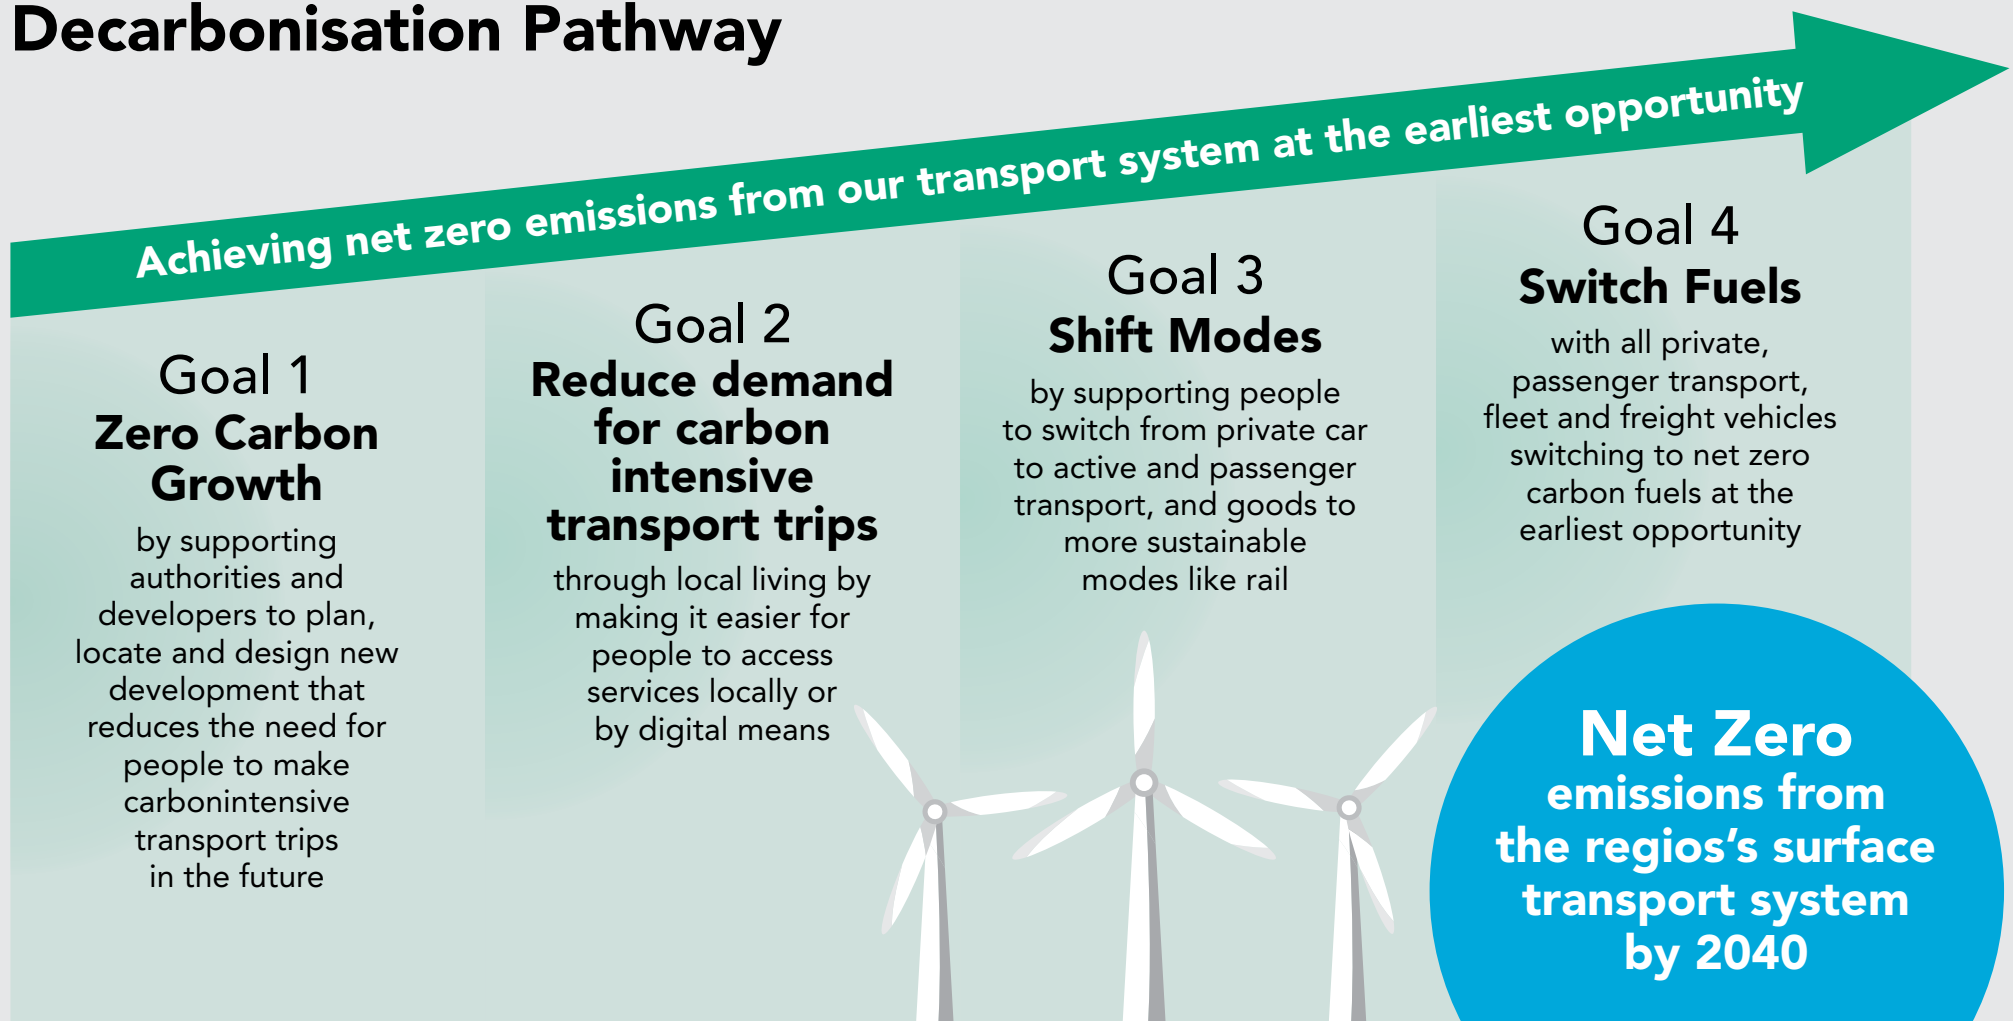 Decarbonisation Pathway
Achieving net zero emissions from our transport system at the earliest opportunity
Goal 1
Zero Carbon
Growth
by supporting
authorities and
developers to plan,
locate and design new
development that
reduces the need for
people to make
carbonintensive
transport trips
in the future
Goal 2
Reduce demand
for carbon
intensive
transport trips
through local living by
making it easier for
people to access
services locally or
by digital means
Goal 3
Shift Modes
by supporting people
to switch from private car
to active and passenger
transport, and goods to
more sustainable
modes like rail
Goal 4
Switch Fuels
with all private,
passenger transport,
fleet and freight vehicles
switching to net zero
carbon fuels at the
earliest opportunity
Net Zero
emissions from
the regios’s surface
transport system
by 2040